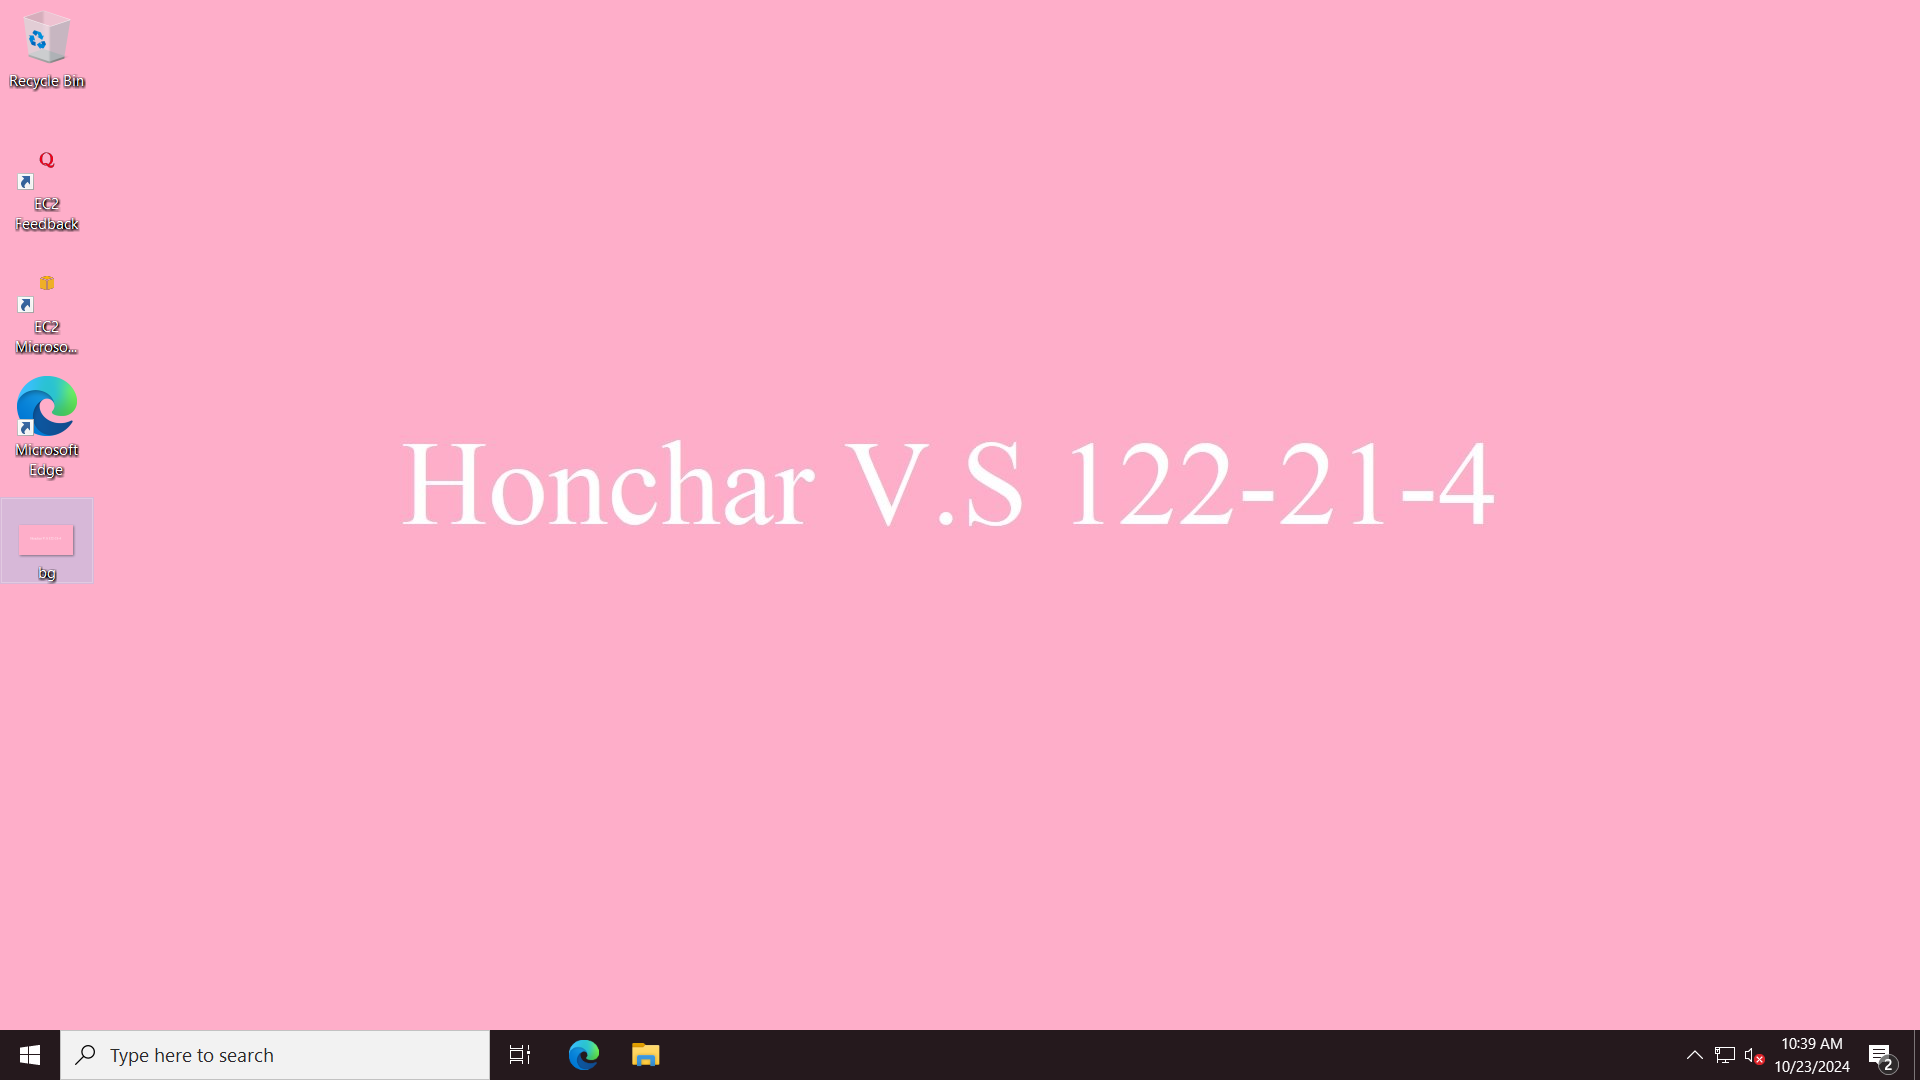 Recycle Bin
Q
EC2
Feedback
EC2
Microso...
Microsoft
Edge
bg
Honchar V.S 122-21-4
Type here to search
10:39 AM
10/23/2024
2